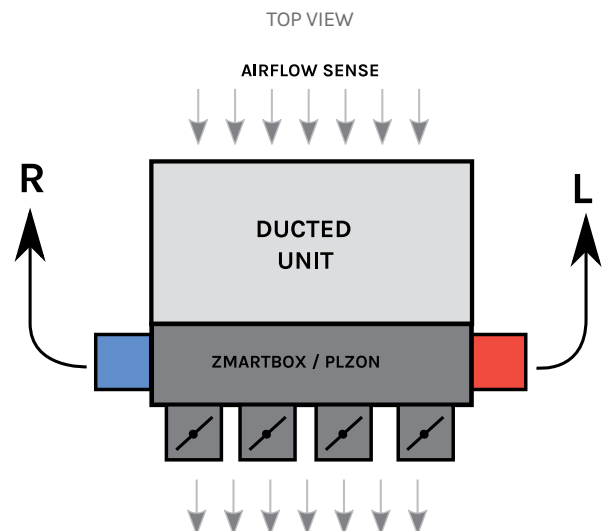 TOP VIEW
AIRFLOW SENSE
R
L
DUCTED
UNIT
ZMARTBOX / PLZON